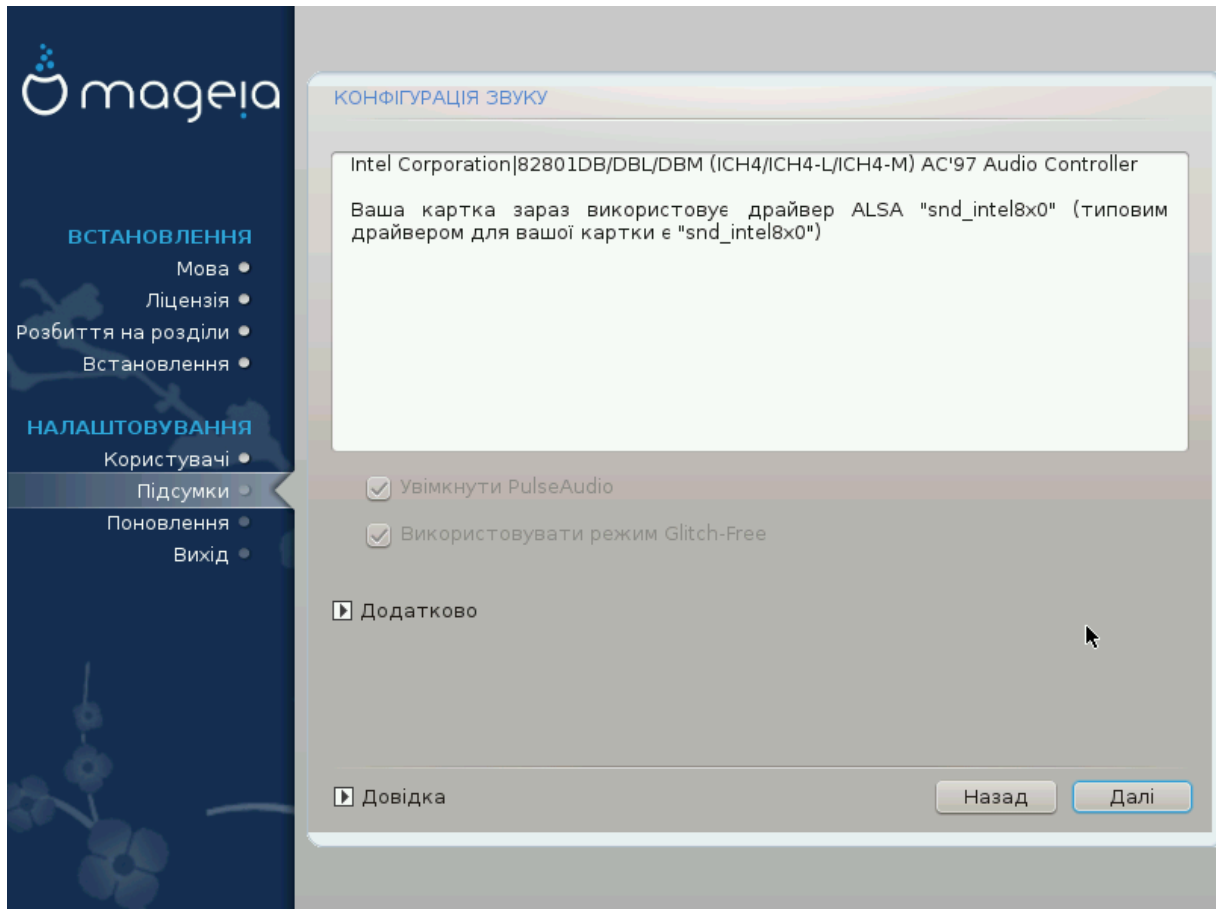 mageia
ВСТАНОВЛЕННЯ
Мова
Ліцензія
Розбиття на розділи
Встановлення
НАЛАШТОВУВАННЯ
Користувачі
Підсумки
Поновлення
Вихід
КОНФІГУРАЦІЯ ЗВУКУ
Intel Corporation|82801DB/DBL/DBM (ICH4/ICH4-L/ICH4-M) AC'97 Audio Controller
Ваша картка зараз використовує драйвер ALSA "snd_intel8x0" (типовим
драйвером для вашої картки є "snd_intel8x0")
Увімкнути PulseAudio
Використовувати режим Glitch-Free
Додатково
Довідка
Назад
Далі